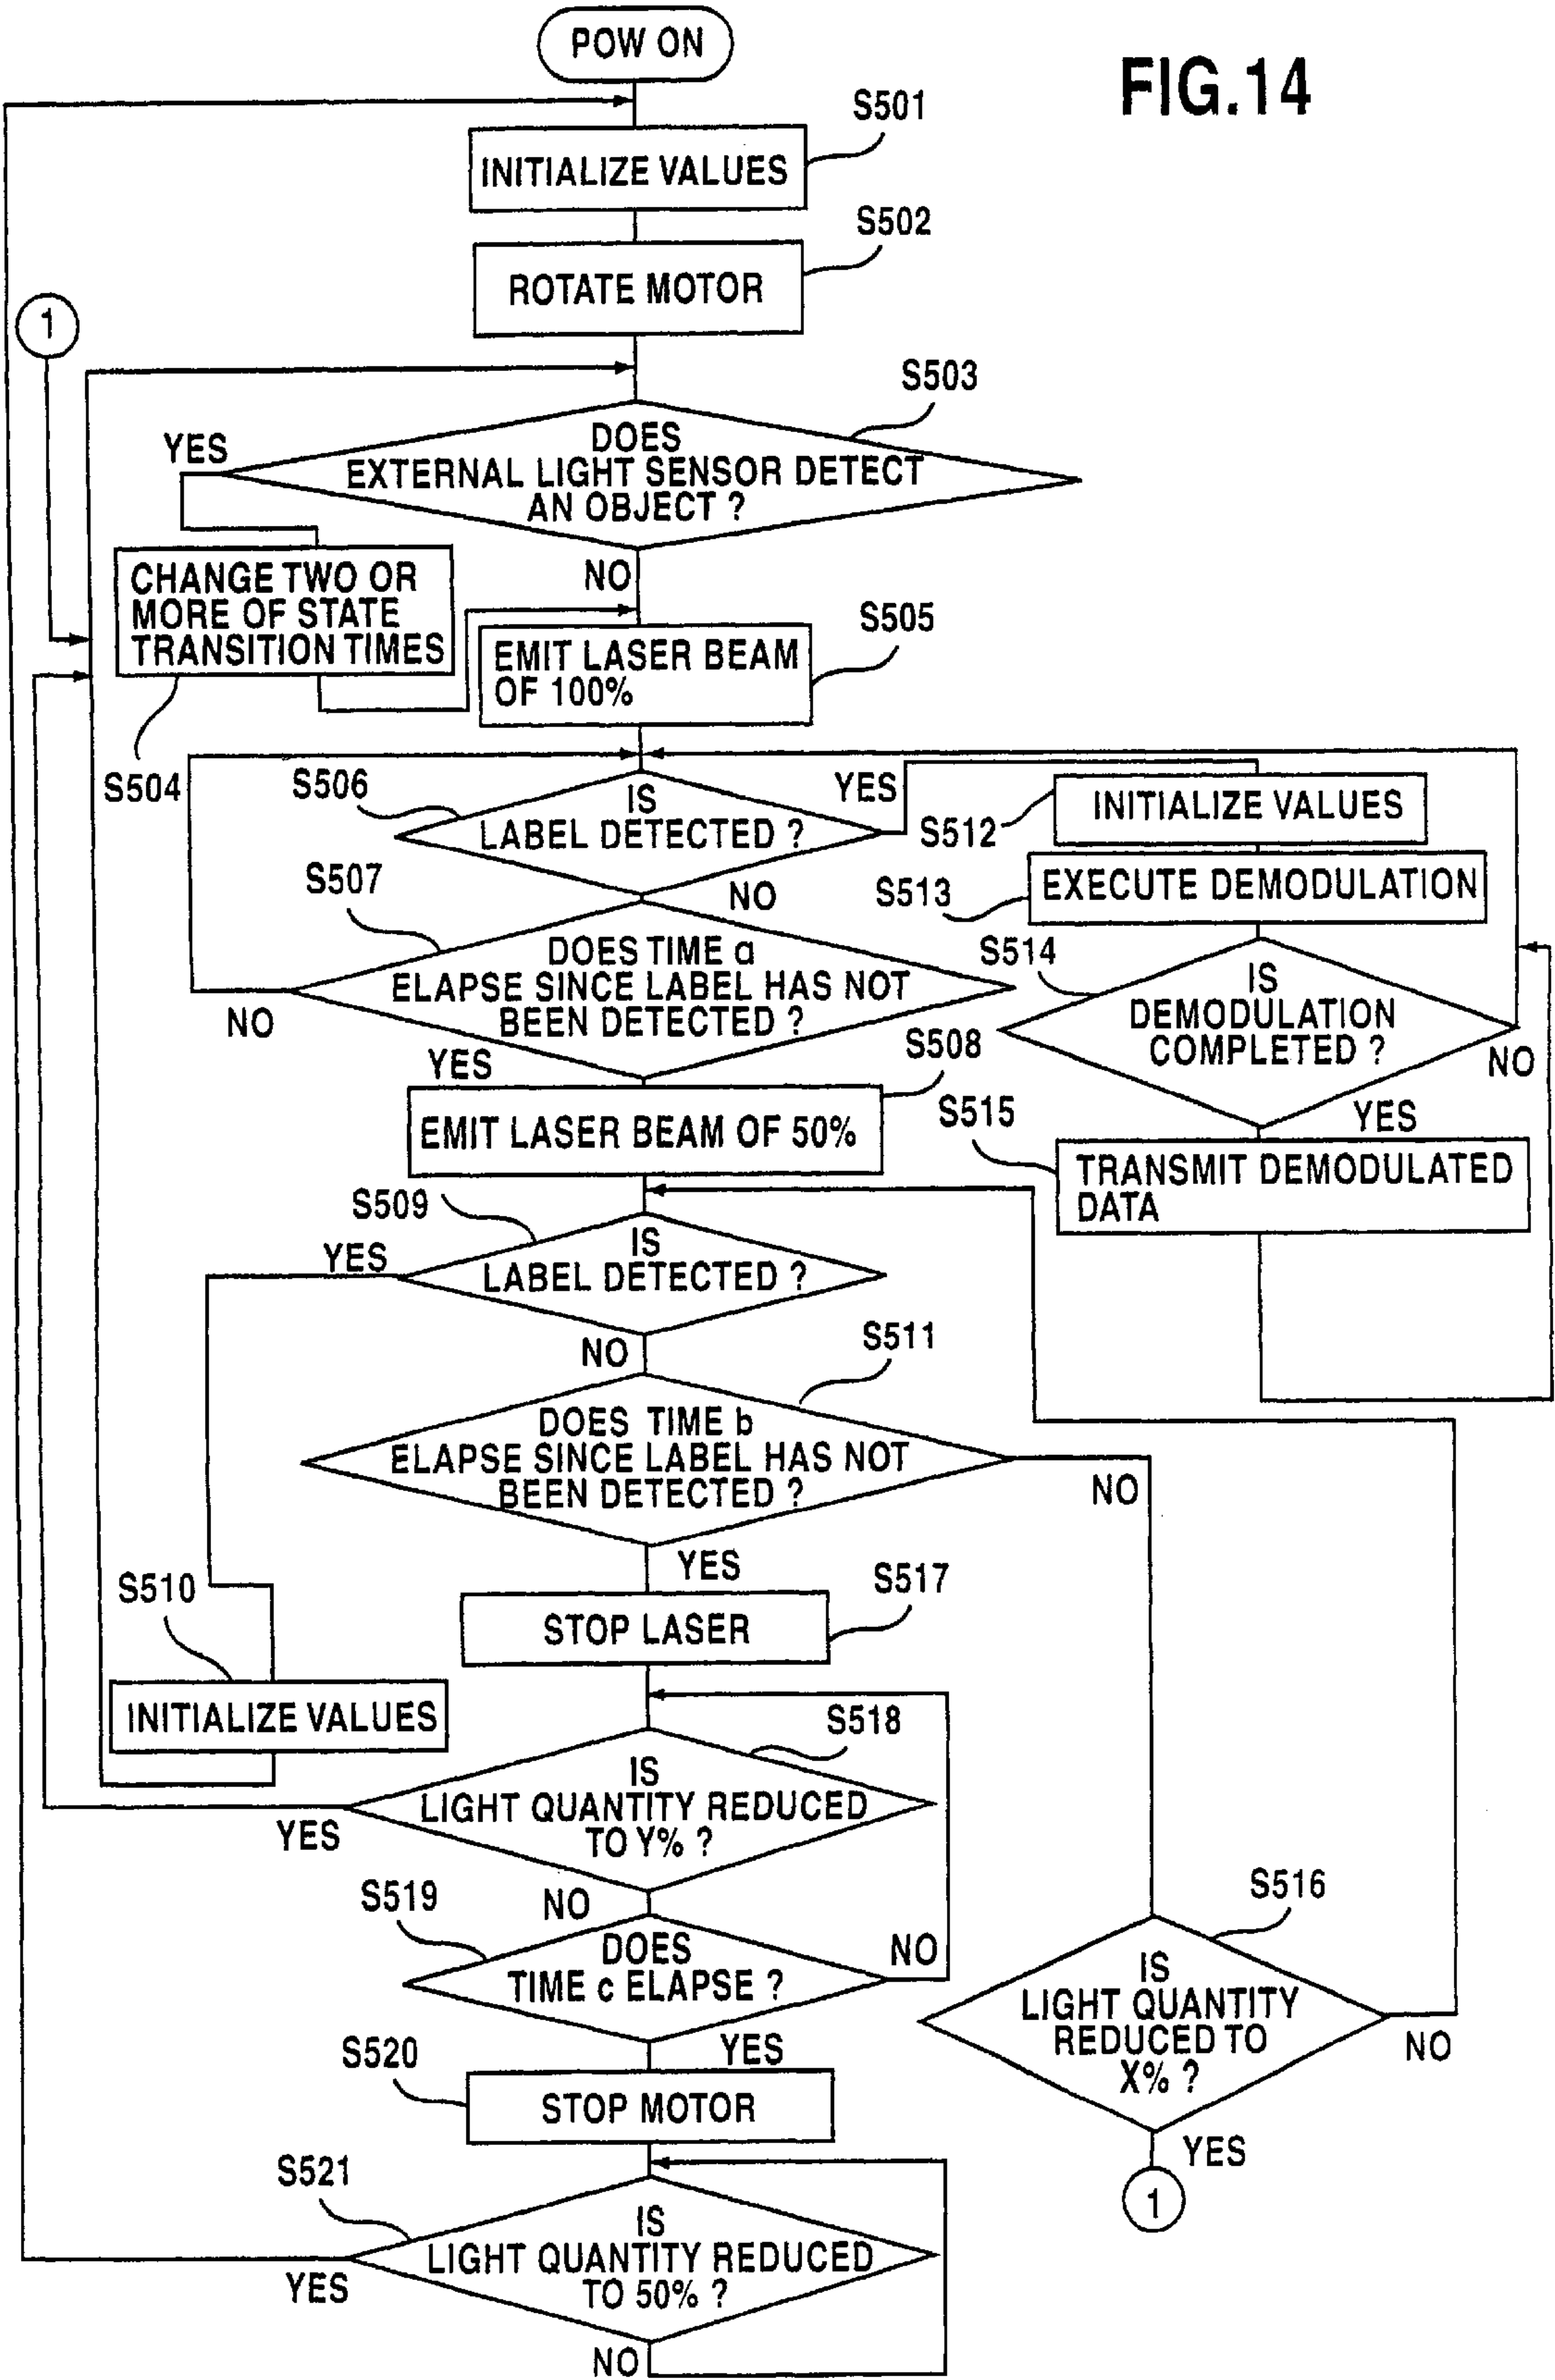 POW ON
FIG.14
S501
INITIALIZE VALUES
S502
ROTATE MOTOR
1
S503
YES
DOES
EXTERNAL LIGHT SENSOR DETECT
AN OBJECT ?
NO
CHANGE TWO OR
MORE OF STATE
TRANSITION TIMES
S504
S505
EMIT LASER BEAM
OF 100%
S506
IS
LABEL DETECTED ?
YES
NO
S512
INITIALIZE VALUES
S513
EXECUTE DEMODULATION
S507
DOES TIME a
ELAPSE SINCE LABEL HAS NOT
BEEN DETECTED ?
NO
YES
S514
IS
DEMODULATION
COMPLETED ?
NO
YES
S508
EMIT LASER BEAM OF 50%
S515
TRANSMIT DEMODULATED
DATA
S509
YES
IS
LABEL DETECTED ?
NO
S511
DOES TIME b
ELAPSE SINCE LABEL HAS NOT
BEEN DETECTED ?
NO
YES
S510
INITIALIZE VALUES
S517
STOP LASER
S518
IS
LIGHT QUANTITY REDUCED
TO Y% ?
YES
NO
S519
DOES
TIME c ELAPSE ?
NO
YES
S516
IS
LIGHT QUANTITY
REDUCED TO
X% ?
NO
YES
1
S520
STOP MOTOR
S521
IS
LIGHT QUANTITY REDUCED
TO 50% ?
YES
NO